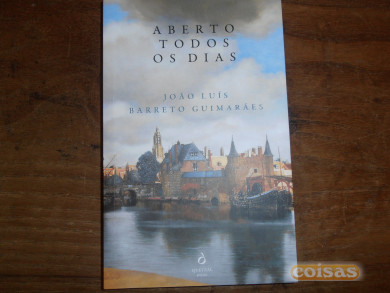 ABERTO
TODOS
OS DIAS
JOÃO LUÍS
BARRETO GUIMARÃES
coisas